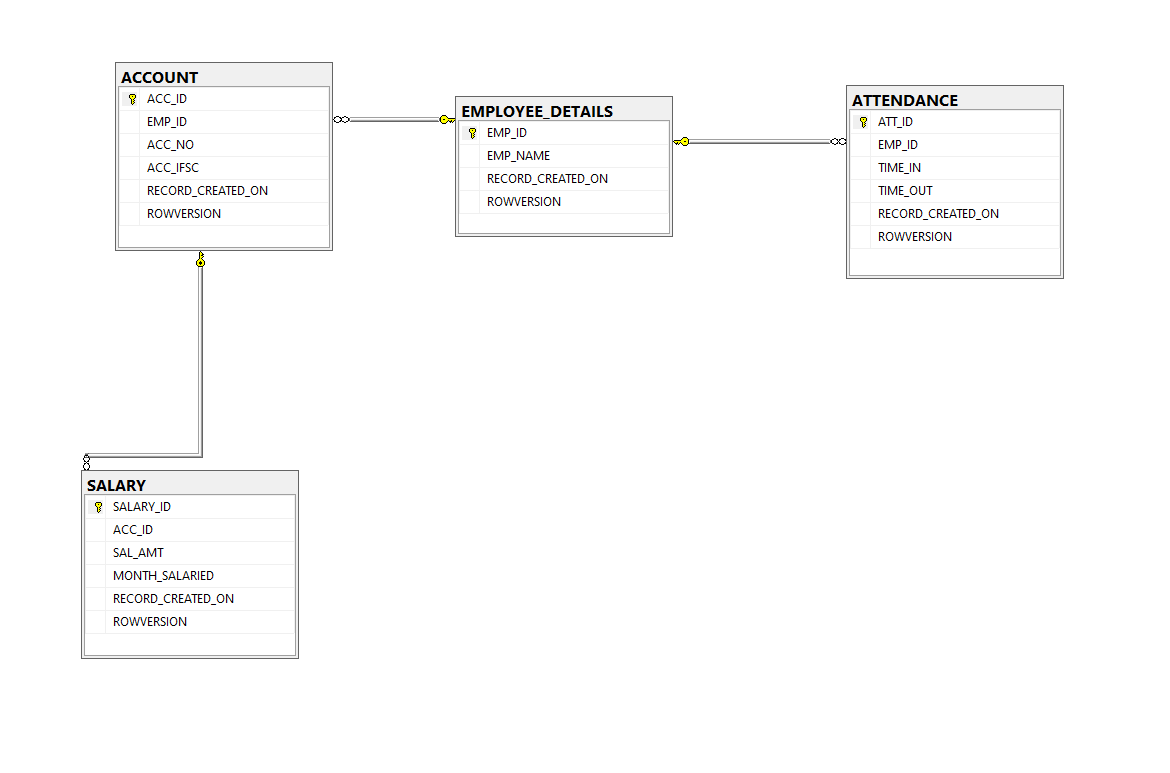 ACCOUNT
ACC_ID
EMP_ID
ACC_NO
ACC_IFSC
RECORD_CREATED_ON
ROWVERSION
EMPLOYEE_DETAILS
EMP_ID
EMP_NAME
RECORD_CREATED_ON
ROWVERSION
ATTENDANCE
ATT_ID
EMP_ID
TIME_IN
TIME_OUT
RECORD_CREATED_ON
ROWVERSION
SALARY
SALARY_ID
ACC_ID
SAL_AMT
MONTH_SALARIED
RECORD_CREATED_ON
ROWVERSION